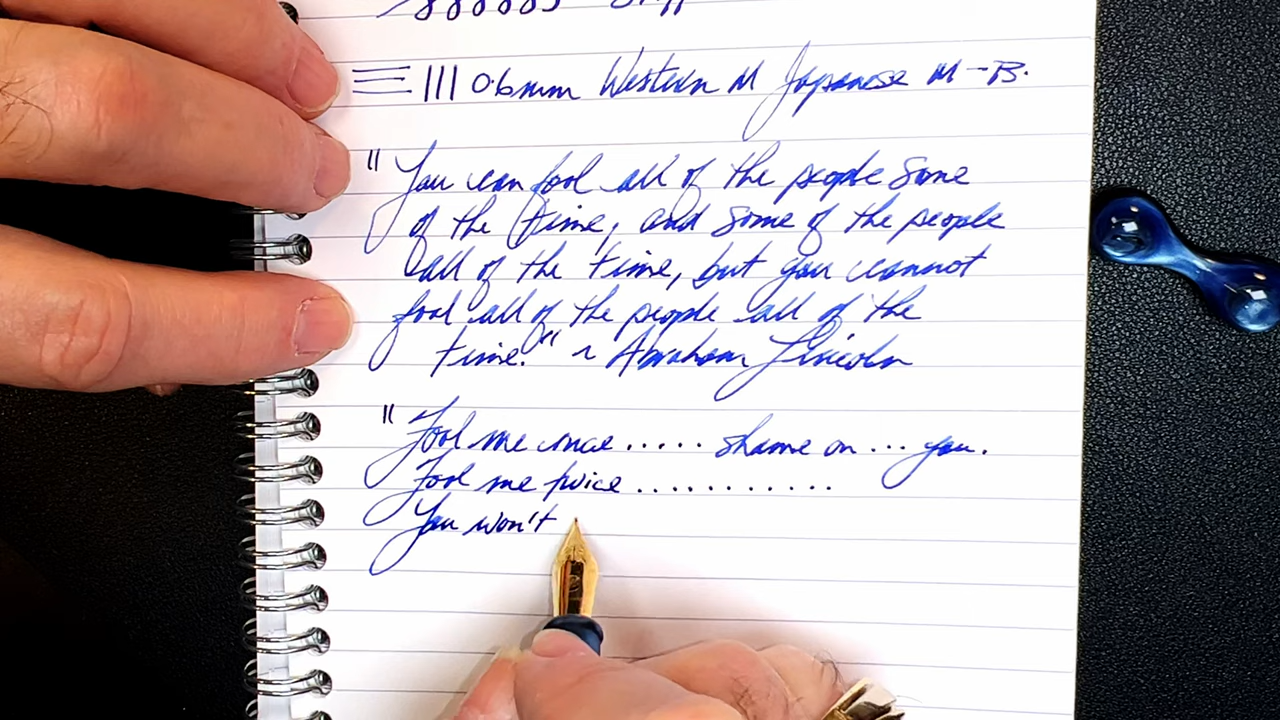 ≡ ||| 0.6mm Western M Japanese M-B.
"You can fool all of the people some
of the time, and some of the people
all of the time, but you cannot
fool all of the people all of the
time." ~ Abraham Lincoln
"Fool me once ..... shame on ... you.
Fool me twice ............
You won't